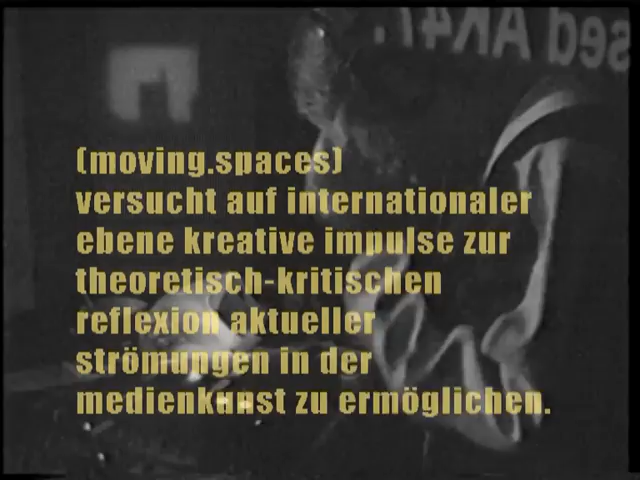 (moving.spaces)
versucht auf internationaler
ebene kreative impulse zur
theoretisch-kritischen
reflexion aktueller
strömungen in der
medienkunst zu ermöglichen.